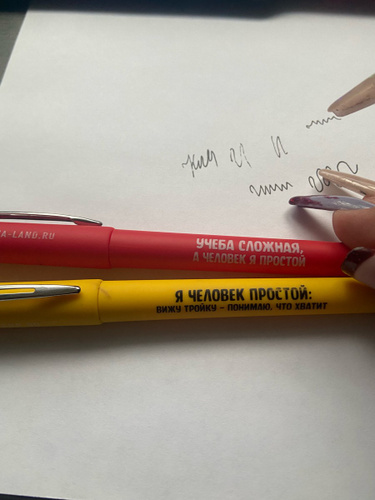 A-LAND.RU
УЧЕБА СЛОЖНАЯ,
А ЧЕЛОВЕК Я ПРОСТОЙ
Я ЧЕЛОВЕК ПРОСТОЙ:
ВИЖУ ТРОЙКУ – ПОНИМАЮ, ЧТО ХВАТИТ